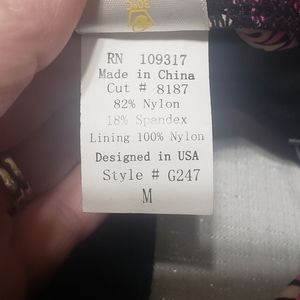 RN 109317
Made in China
Cut # 8187
82% Nylon
18% Spandex
Lining 100% Nylon
Designed in USA
Style # G247
M